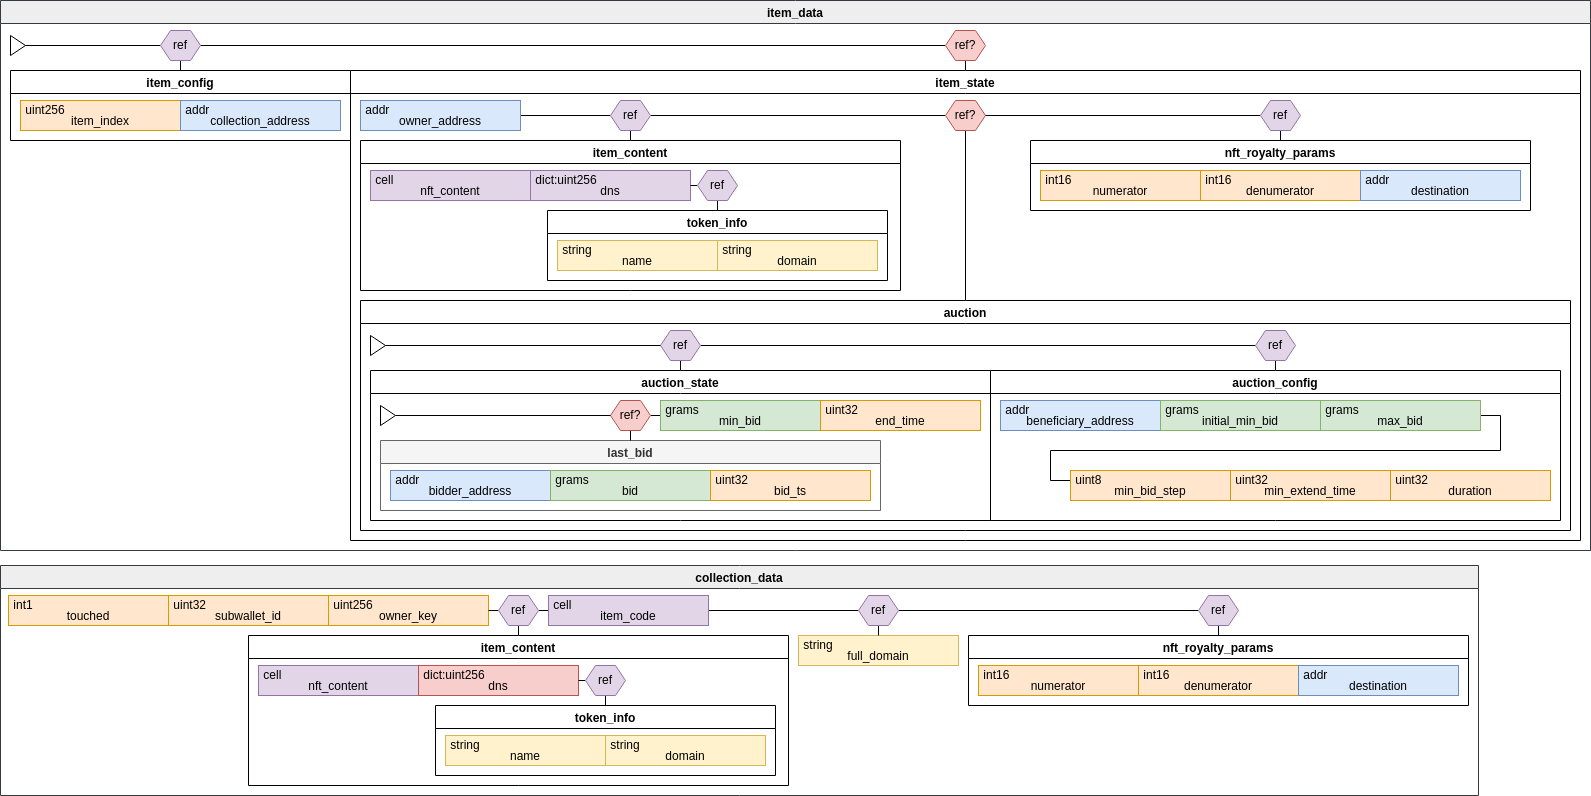 item_data
ref
ref?
item_config
item_state
uint256
item_index
addr
collection_address
addr
owner_address
ref
ref?
ref
item_content
nft_royalty_params
cell
nft_content
dict:uint256
dns
ref
int16
numerator
int16
denumerator
addr
destination
token_info
string
name
string
domain
auction
ref
ref
auction_state
auction_config
ref?
grams
min_bid
uint32
end_time
addr
beneficiary_address
grams
initial_min_bid
grams
max_bid
last_bid
addr
bidder_address
grams
bid
uint32
bid_ts
uint8
min_bid_step
uint32
min_extend_time
uint32
duration
collection_data
int1
touched
uint32
subwallet_id
uint256
owner_key
ref
cell
item_code
ref
ref
item_content
string
full_domain
nft_royalty_params
cell
nft_content
dict:uint256
dns
ref
int16
numerator
int16
denumerator
addr
destination
token_info
string
name
string
domain